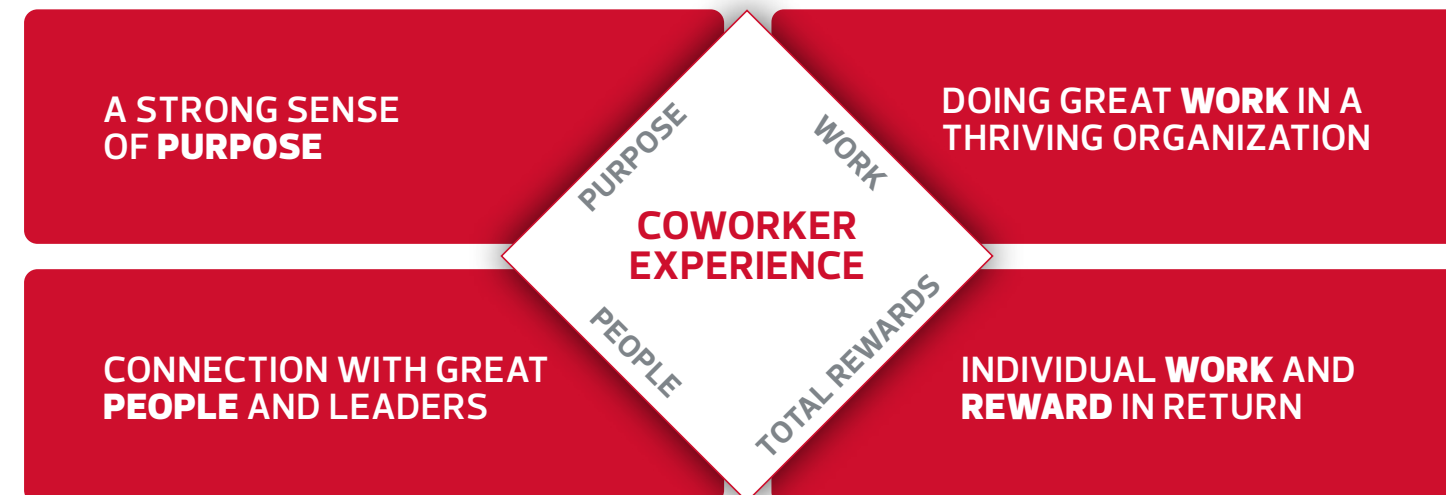 A STRONG SENSE
OF PURPOSE
DOING GREAT WORK IN A
THRIVING ORGANIZATION
PURPOSE
WORK
COWORKER
EXPERIENCE
PEOPLE
TOTAL REWARDS
CONNECTION WITH GREAT
PEOPLE AND LEADERS
INDIVIDUAL WORK AND
REWARD IN RETURN